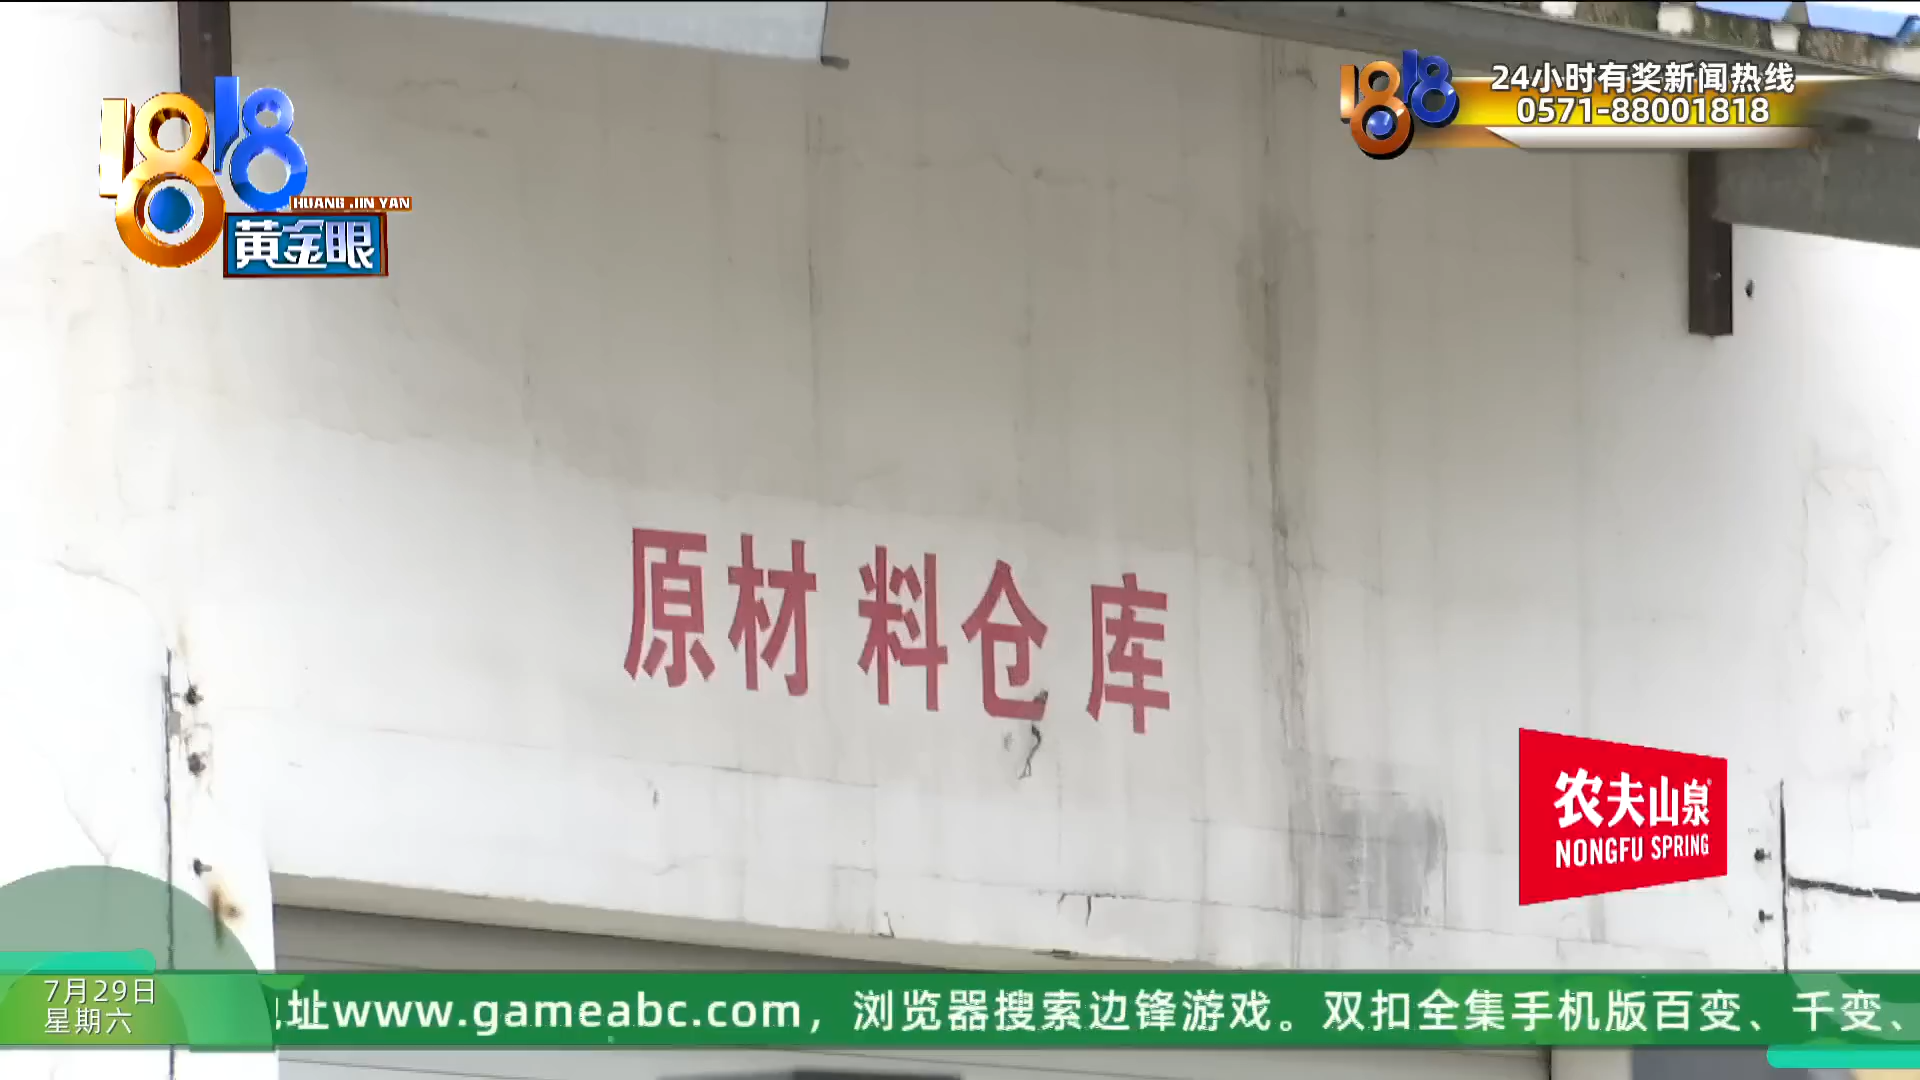 1818
HUANG JIN YAN
黄金眼
1818
24小时有奖新闻热线
0571-88001818
原材料仓库
农夫山泉
NONGFU SPRING
7月29日
星期六
址www.gameabc.com，浏览器搜索边锋游戏。双扣全集手机版百变、千变、